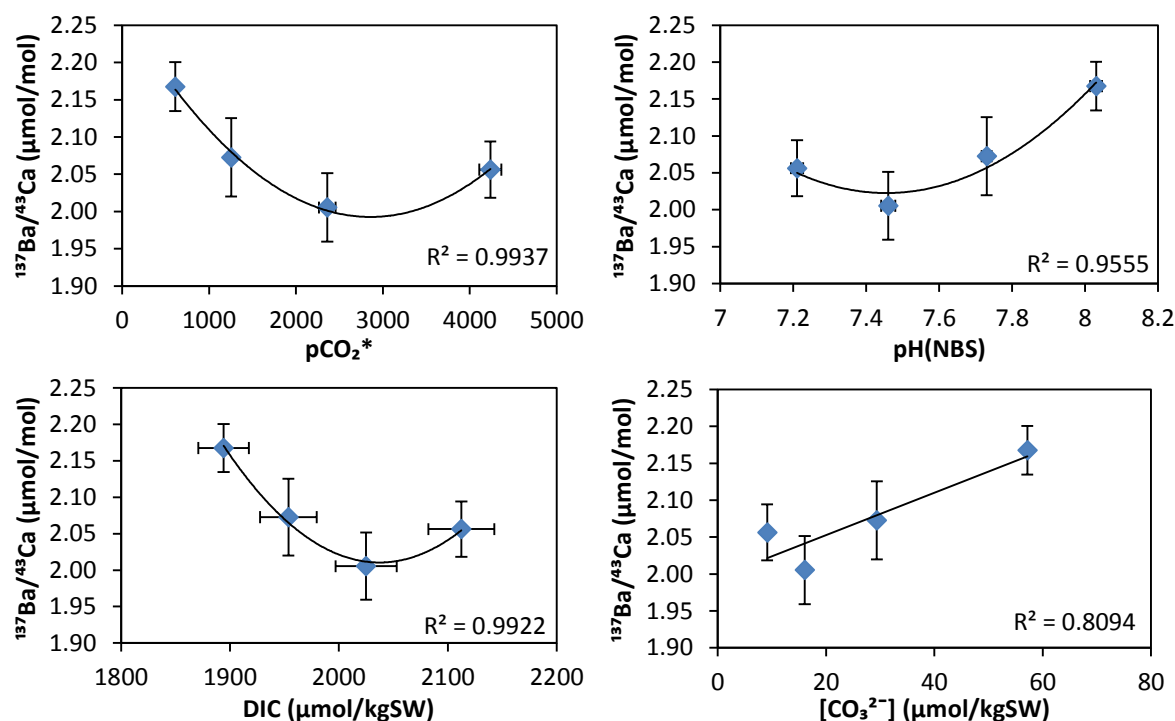 ¹³⁷Ba/⁴³Ca (µmol/mol)
2.25
2.20
2.15
2.10
2.05
2.00
1.95
1.90
R² = 0.9937
0 1000 2000 3000 4000 5000
pCO₂*
¹³⁷Ba/⁴³Ca (µmol/mol)
2.25
2.20
2.15
2.10
2.05
2.00
1.95
1.90
R² = 0.9555
7 7.2 7.4 7.6 7.8 8 8.2
pH(NBS)
¹³⁷Ba/⁴³Ca (µmol/mol)
2.25
2.20
2.15
2.10
2.05
2.00
1.95
1.90
R² = 0.9922
1800 1900 2000 2100 2200
DIC (µmol/kgSW)
¹³⁷Ba/⁴³Ca (µmol/mol)
2.25
2.20
2.15
2.10
2.05
2.00
1.95
1.90
R² = 0.8094
0 20 40 60 80
[CO₃²⁻] (µmol/kgSW)